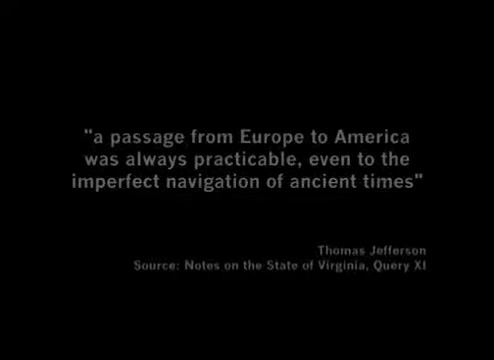 "a passage from Europe to America
was always practicable, even to the
imperfect navigation of ancient times"
Thomas Jefferson
Source: Notes on the State of Virginia, Query XI